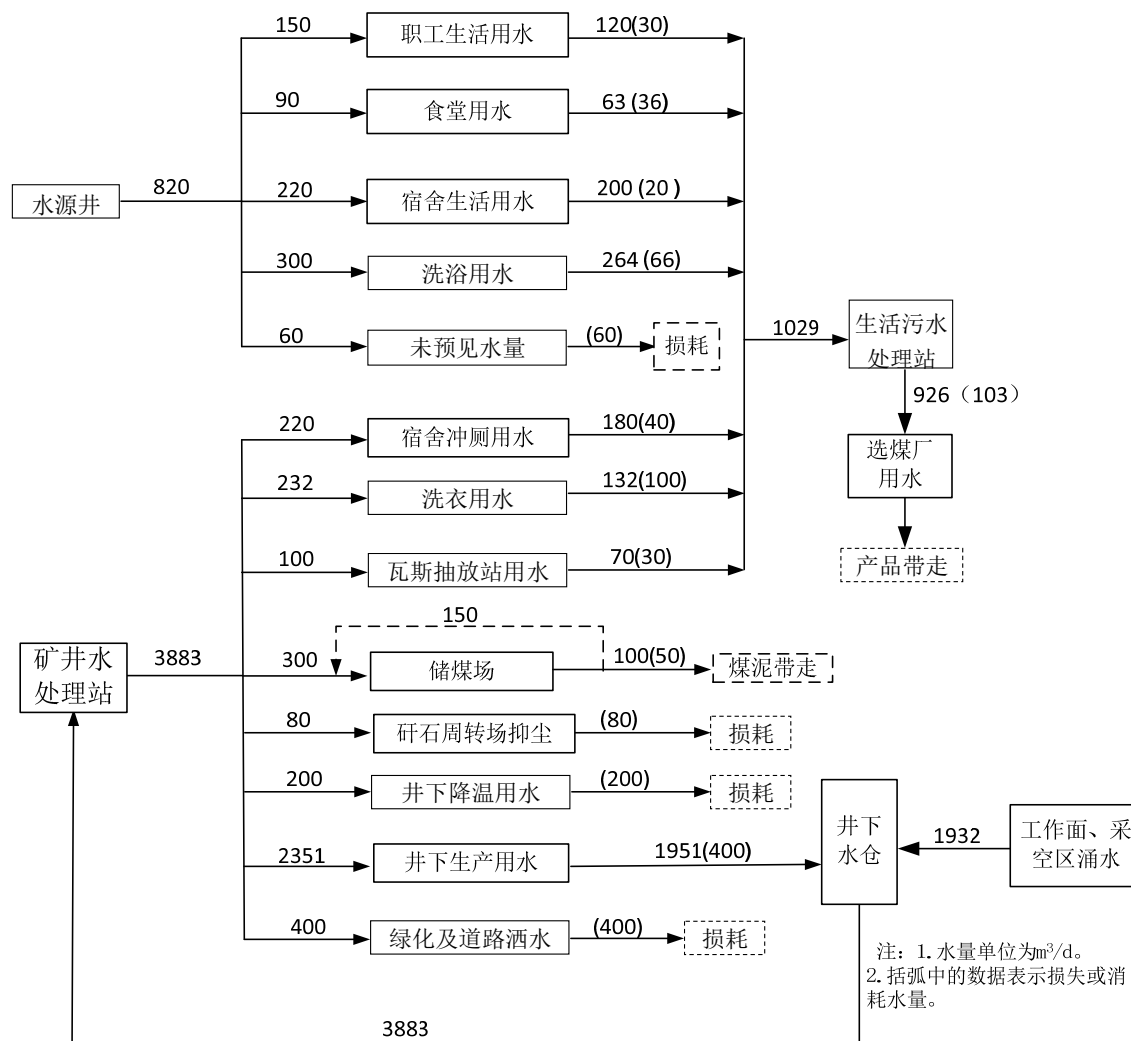 150
职工生活用水
120(30)
90
食堂用水
63 (36)
820
水源井
220
宿舍生活用水
200 (20 )
300
洗浴用水
264 (66)
60
未预见水量
(60)
损耗
1029
生活污水
处理站
926（103）
选煤厂
用水
产品带走
220
宿舍冲厕用水
180(40)
232
洗衣用水
132(100)
100
瓦斯抽放站用水
70(30)
150
矿井水
处理站
3883
300
储煤场
100(50)
煤泥带走
80
矸石周转场抑尘
(80)
损耗
200
井下降温用水
(200)
损耗
2351
井下生产用水
1951(400)
井下
水仓
1932
工作面、采
空区涌水
400
绿化及道路洒水
(400)
损耗
注：1.水量单位为m³/d。
2.括弧中的数据表示损失或消
耗水量。
3883